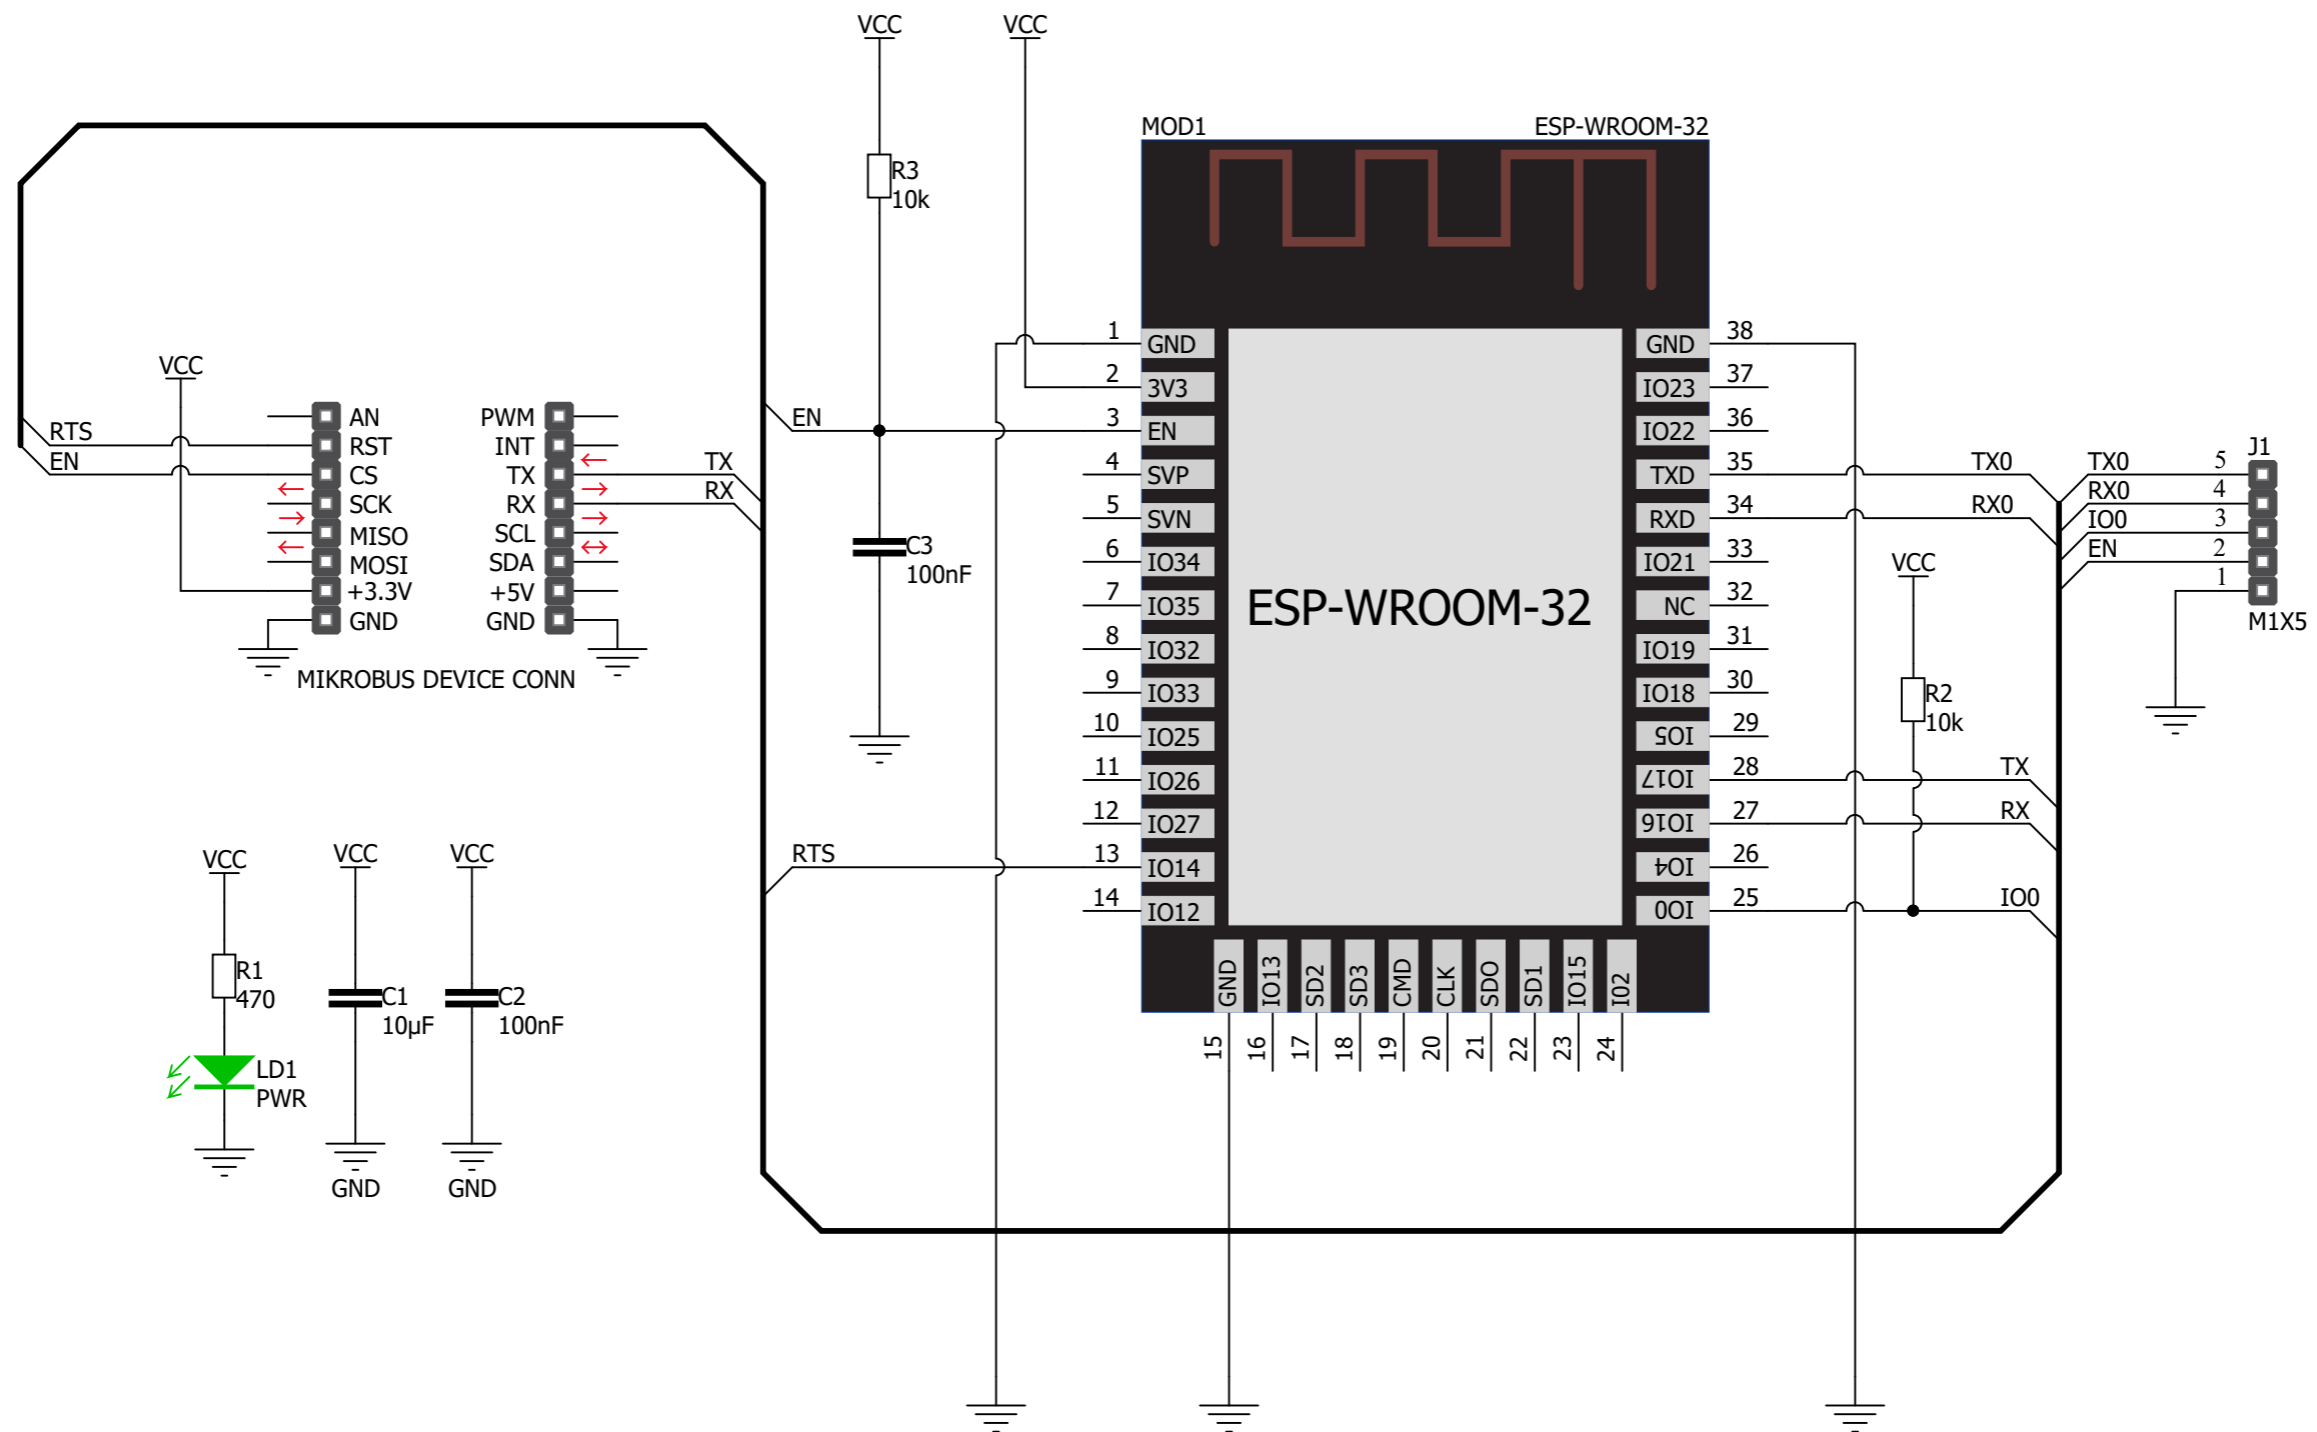 VCC
VCC
MOD1
ESP-WROOM-32
R3
10k
VCC
RTS
EN
AN
RST
CS
SCK
MISO
MOSI
+3.3V
GND
PWM
INT
TX
RX
SCL
SDA
+5V
GND
TX
RX
MIKROBUS DEVICE CONN
EN
C3
100nF
RTS
1 GND
2 3V3
3 EN
4 SVP
5 SVN
6 IO34
7 IO35
8 IO32
9 IO33
10 IO25
11 IO26
12 IO27
13 IO14
14 IO12
ESP-WROOM-32
GND 38
IO23 37
IO22 36
TXD 35
RXD 34
IO21 33
NC 32
IO19 31
IO18 30
IO5 29
IO17 28
IO16 27
IO4 26
IO0 25
GND
IO13
SD2
SD3
CMD
CLK
SDO
SD1
IO15
IO2
15
16
17
18
19
20
21
22
23
24
TX0
RX0
VCC
R2
10k
TX
RX
IO0
J1
TX0 5
RX0 4
IO0 3
EN 2
1
M1X5
VCC
R1
470
LD1
PWR
VCC
C1
10µF
GND
VCC
C2
100nF
GND